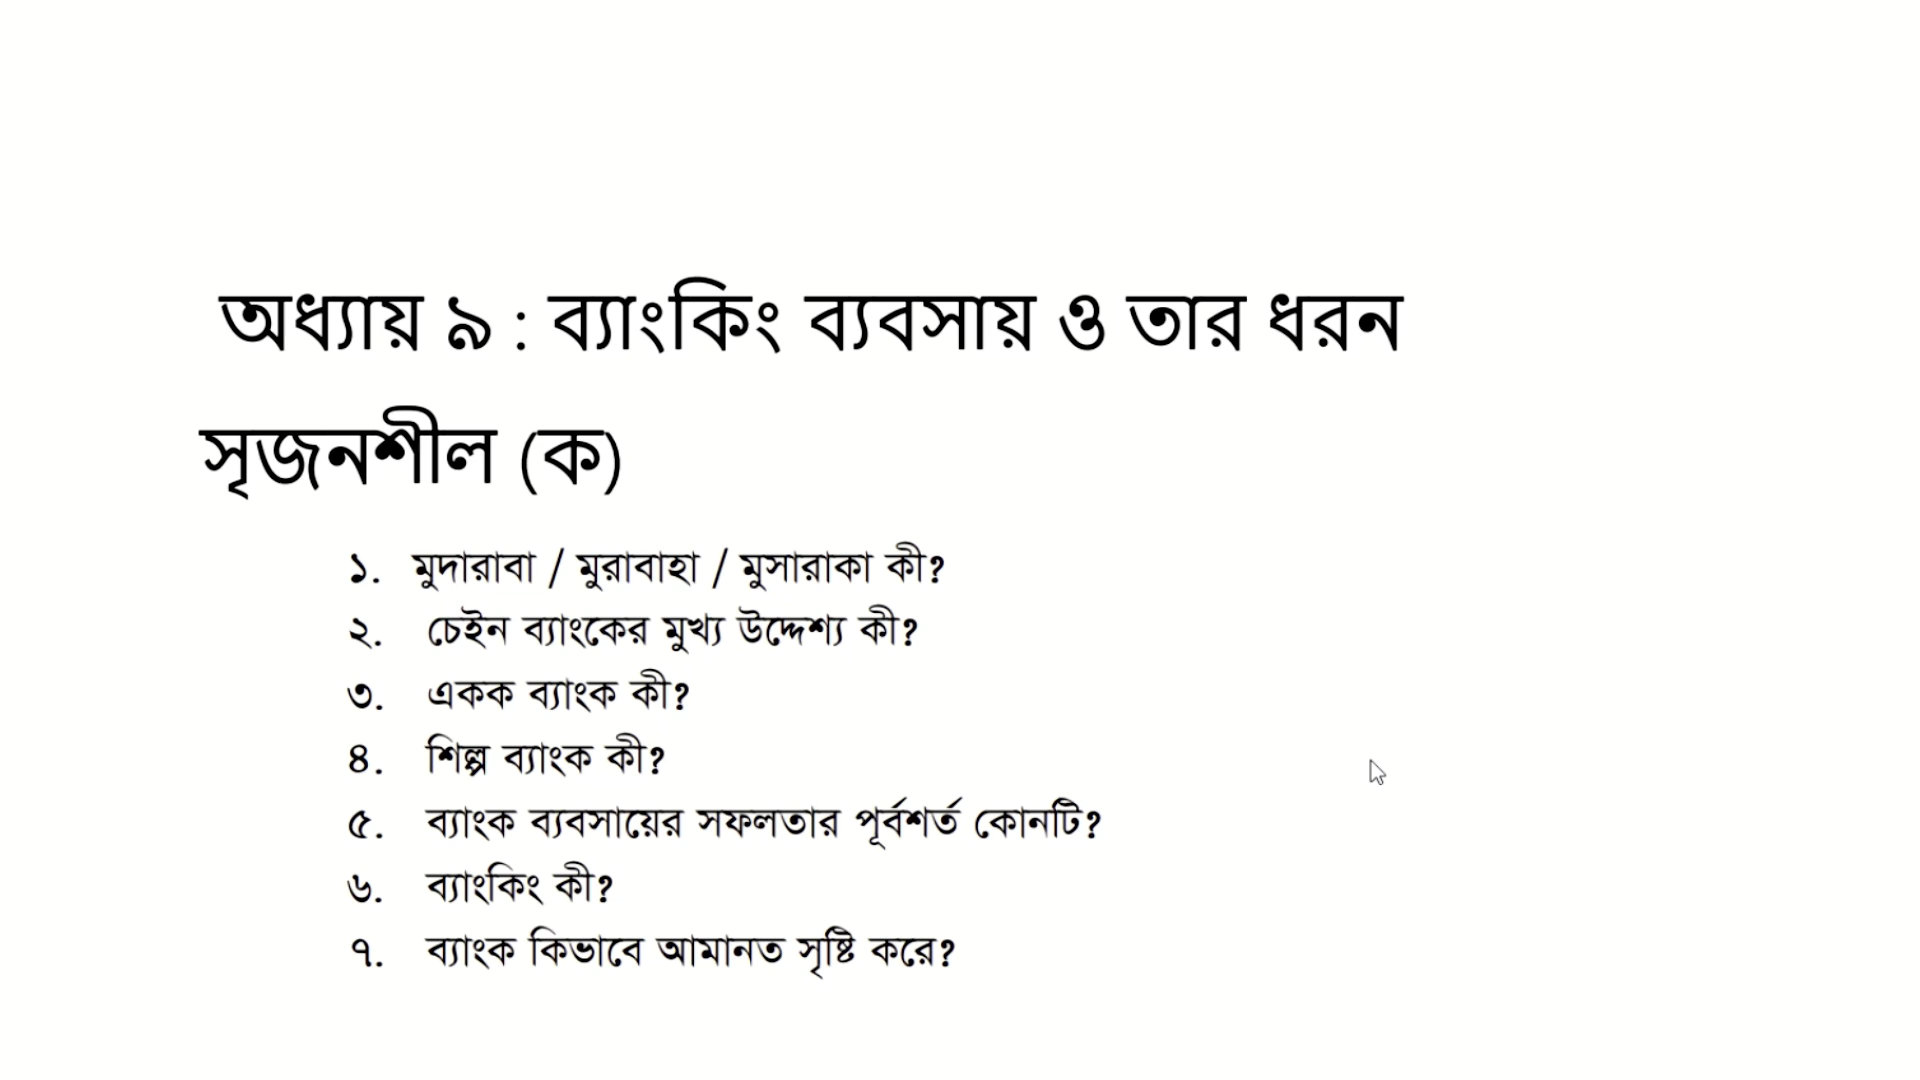 অধ্যায় ৯ : ব্যাংকিং ব্যবসায় ও তার ধরন
সৃজনশীল (ক)
১. মুদারাবা / মুরাবাহা / মুসারাকা কী?
২. চেইন ব্যাংকের মুখ্য উদ্দেশ্য কী?
৩. একক ব্যাংক কী?
৪. শিল্প ব্যাংক কী?
৫. ব্যাংক ব্যবসায়ের সফলতার পূর্বশর্ত কোনটি?
৬. ব্যাংকিং কী?
৭. ব্যাংক কিভাবে আমানত সৃষ্টি করে?